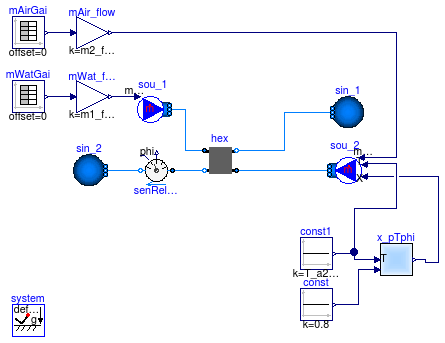 mAirGai
mAir_flow
offset=0
k=m2_f...
mWatGai
mWat_f...
sou_1
m...
offset=0
k=m1_f...
sin_1
hex
sin_2
phi
senRel...
sou_2
m...
X
const1
k=T_a2...
x_pTphi
T
const
k=0.8
system
def...
g